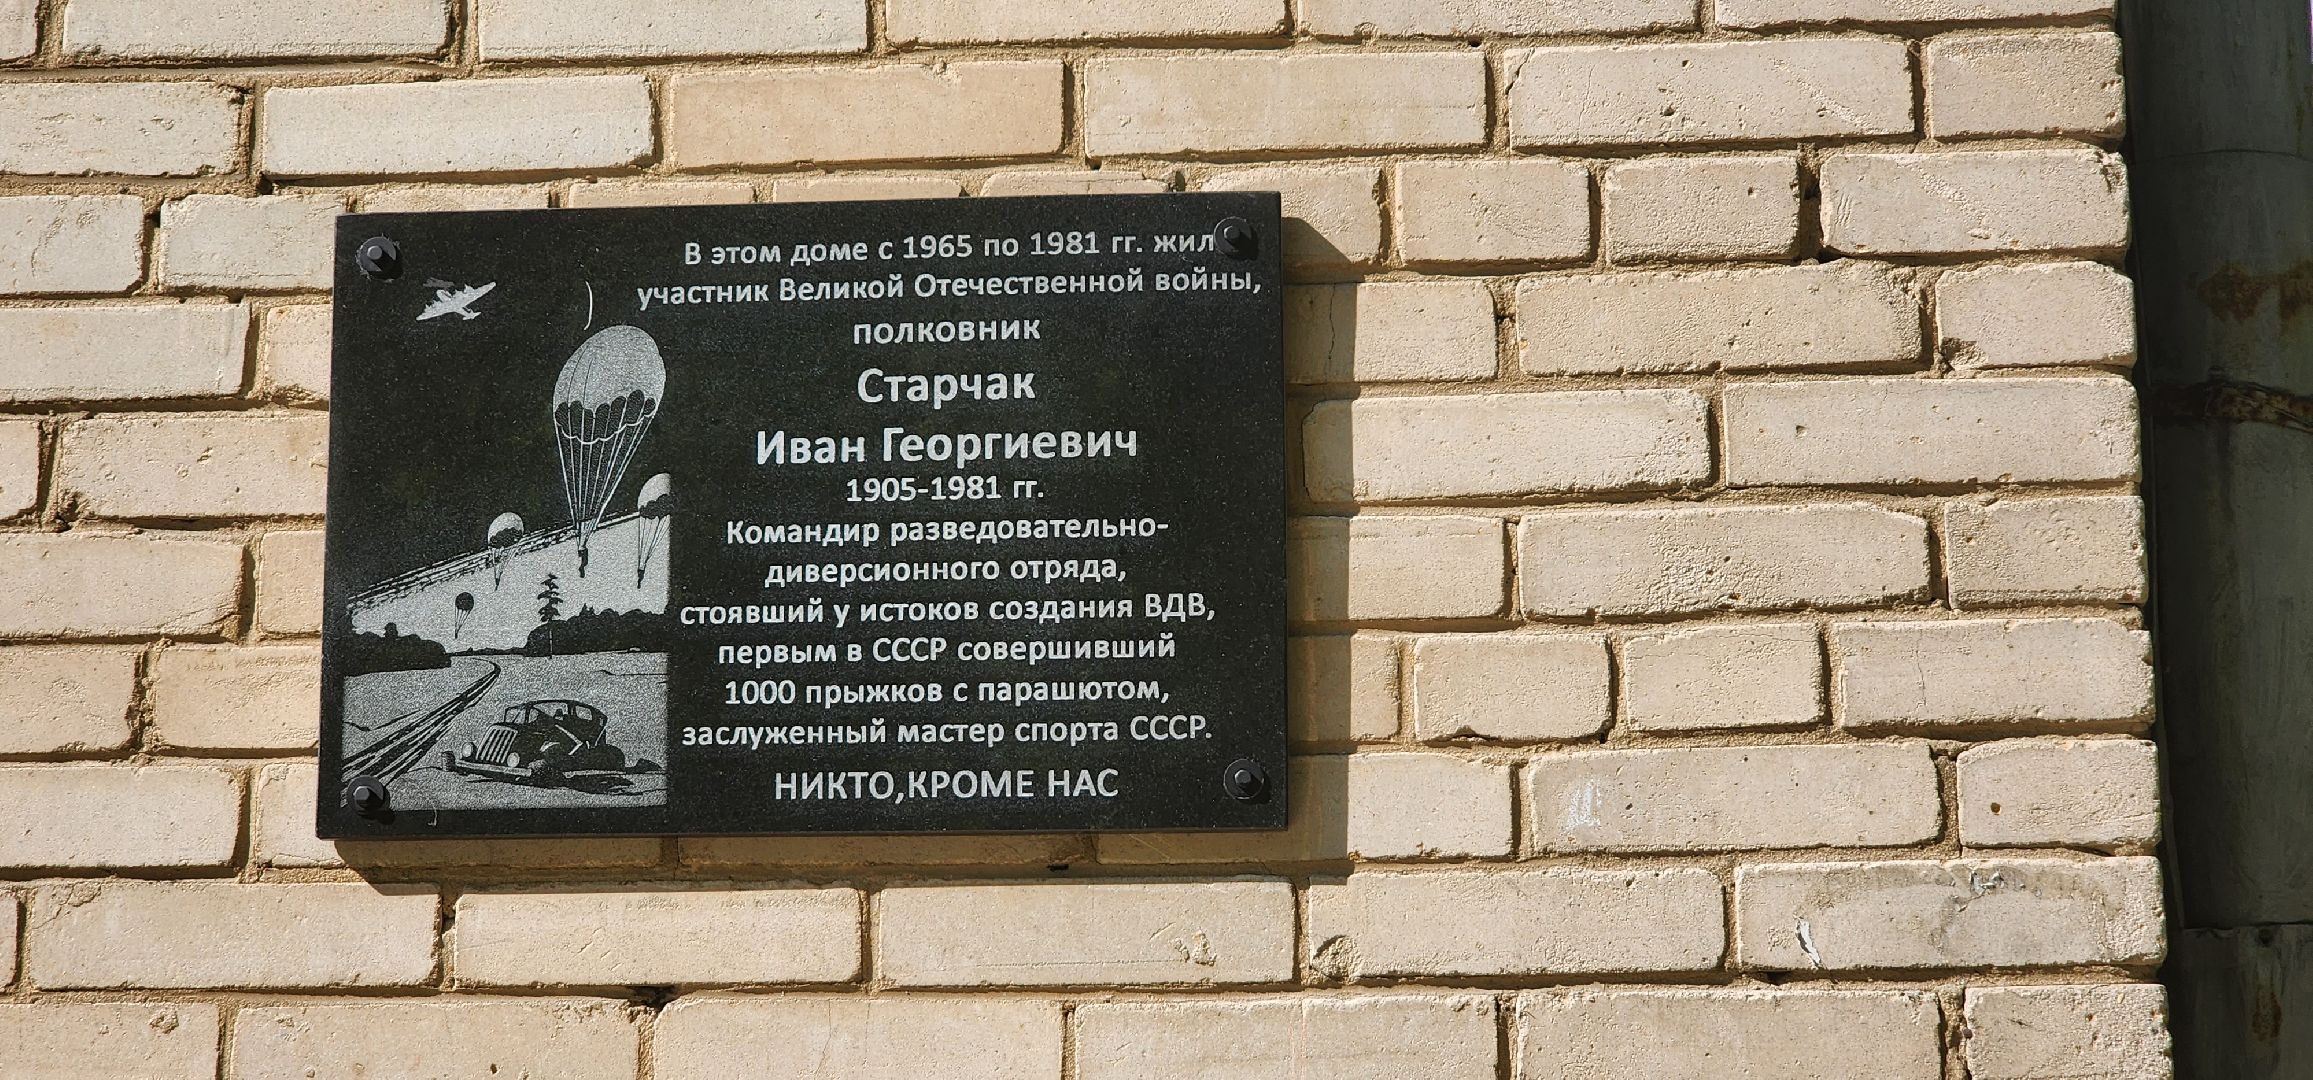 В этом доме с 1965 по 1981 гг. жил
участник Великой Отечественной войны,
полковник
Старчак
Иван Георгиевич
1905-1981 гг.
Командир разведовательно-
диверсионного отряда,
стоявший у истоков создания ВДВ,
первым в СССР совершивший
1000 прыжков с парашютом,
заслуженный мастер спорта СССР.
НИКТО,КРОМЕ НАС